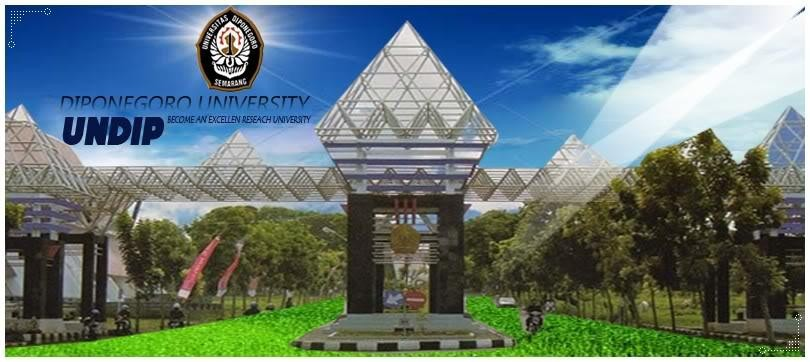 UNIVERSITAS DIPONEGORO
SEMARANG
DIPONEGORO UNIVERSITY
UNDIP
BECOME AN EXCELLEN RESEACH UNIVERSITY